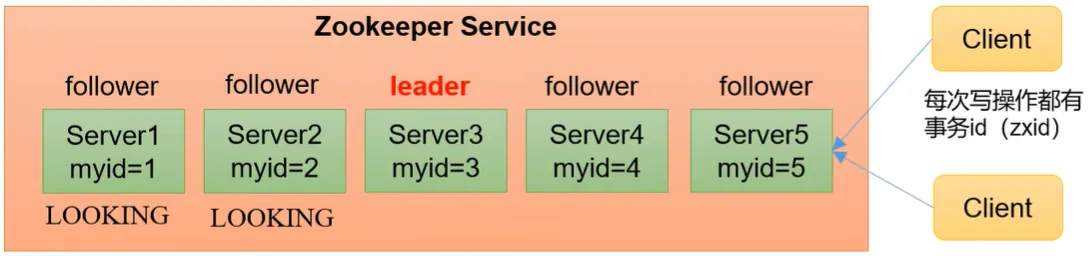 Zookeeper Service
follower
follower
leader
follower
follower
Server1
myid=1
Server2
myid=2
Server3
myid=3
Server4
myid=4
Server5
myid=5
LOOKING
LOOKING
Client
每次写操作都有
事务id（zxid）
Client